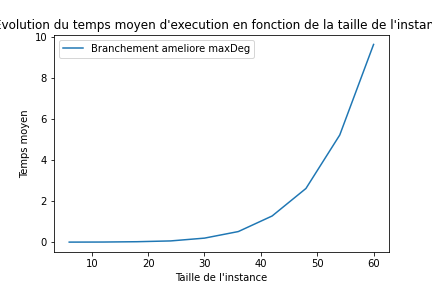 Evolution du temps moyen d'execution en fonction de la taille de l'instan
Branchement ameliore maxDeg
10
8
6
4
2
0
Temps moyen
10 20 30 40 50 60
Taille de l'instance